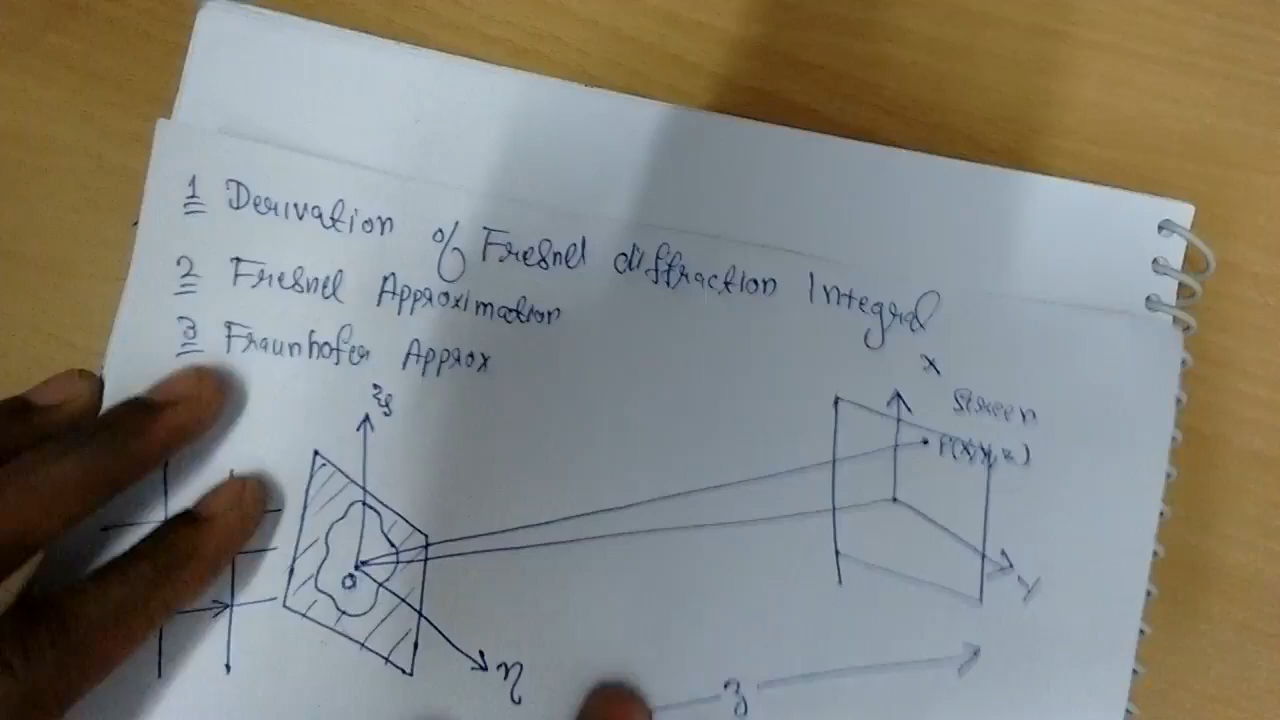 1 Derivation of Fresnel diffraction Integral
2 Fresnel Approximation
3 Fraunhofer Approx
X
Screen
P(x,y,z)
ξ
O
η
y
z